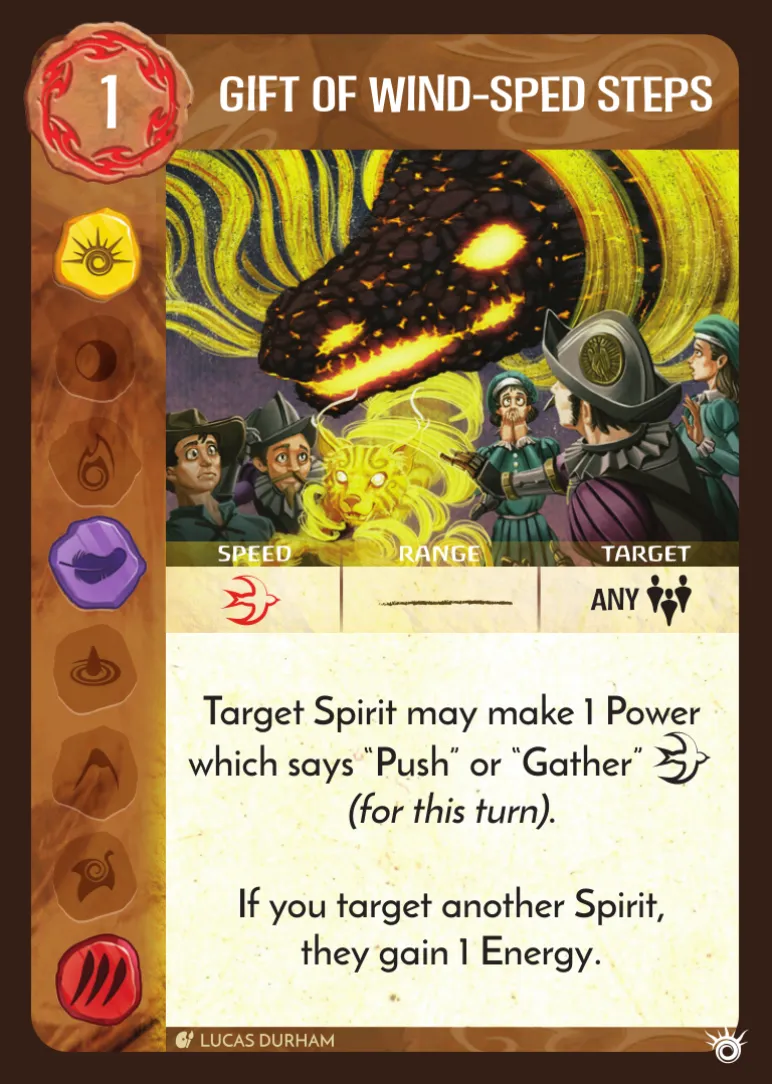 1
GIFT OF WIND-SPED STEPS
SPEED RANGE TARGET
ANY
Target Spirit may make 1 Power
which says “Push” or “Gather”
(for this turn).
If you target another Spirit,
they gain 1 Energy.
LUCAS DURHAM